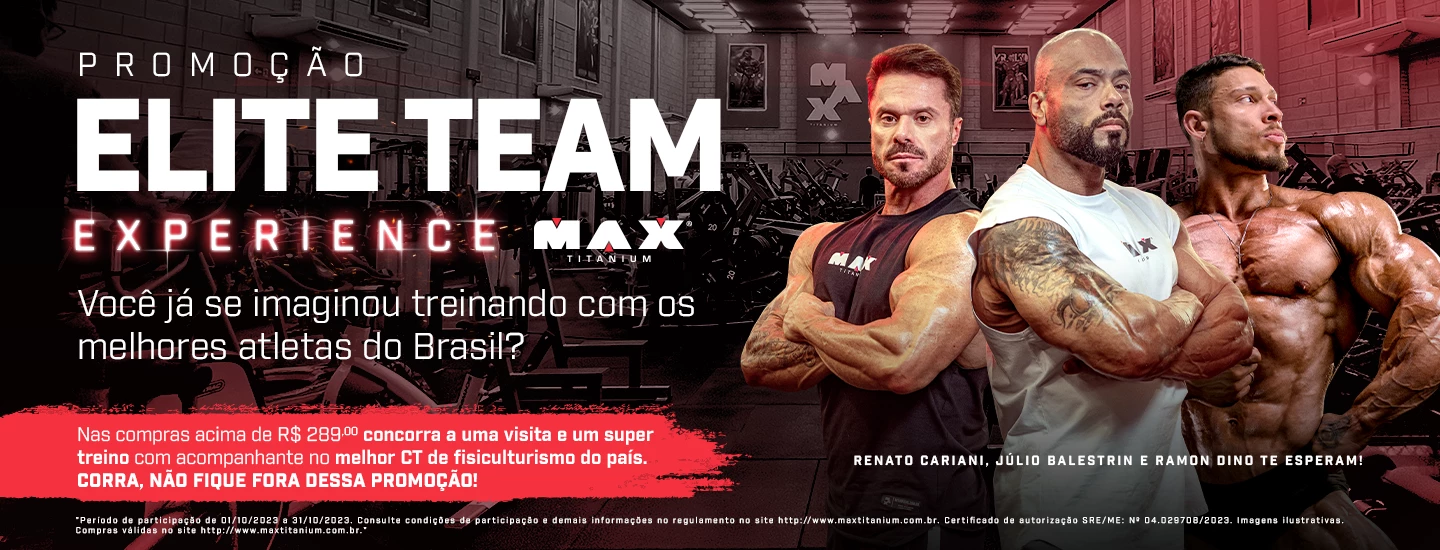 PROMOÇÃO
ELITE TEAM
EXPERIENCE MAX®
TITANIUM
Você já se imaginou treinando com os
melhores atletas do Brasil?
Nas compras acima de R$ 289,00 concorra a uma visita e um super
treino com acompanhante no melhor CT de fisiculturismo do país.
CORRA, NÃO FIQUE FORA DESSA PROMOÇÃO!
MAX
TITANIUM
MAX
TITANIUM
MAX
RENATO CARIANI, JÚLIO BALESTRIN E RAMON DINO TE ESPERAM!
"Período de participação de 01/10/2023 a 31/10/2023. Consulte condições de participação e demais informações no regulamento no site http://www.maxtitanium.com.br. Certificado de autorização SRE/ME: Nº 04.029708/2023. Imagens ilustrativas.
Compras válidas no site http://www.maxtitanium.com.br."